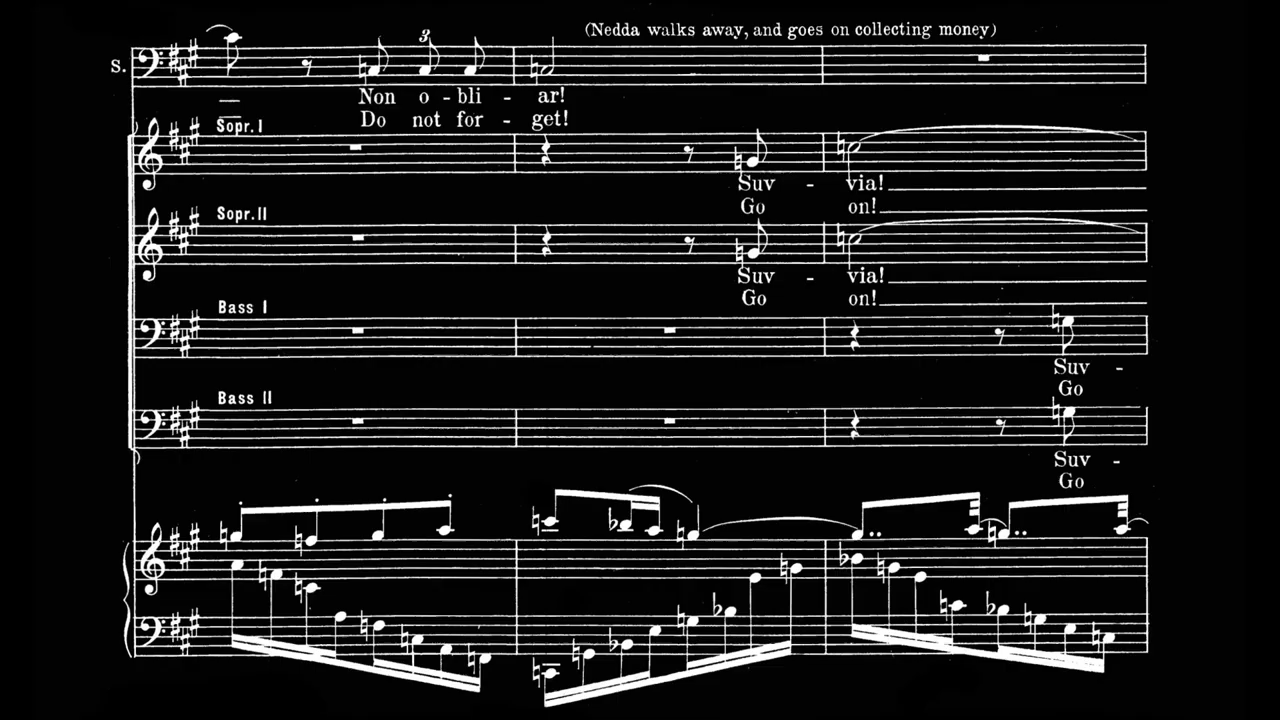 (Nedda walks away, and goes on collecting money)
3
S.
Non o - bli - ar!
Do not for - get!
Sopr. I
Suv - via!
Go on!
Sopr. II
Suv - via!
Go on!
Bass I
Suv -
Go
Bass II
Suv -
Go